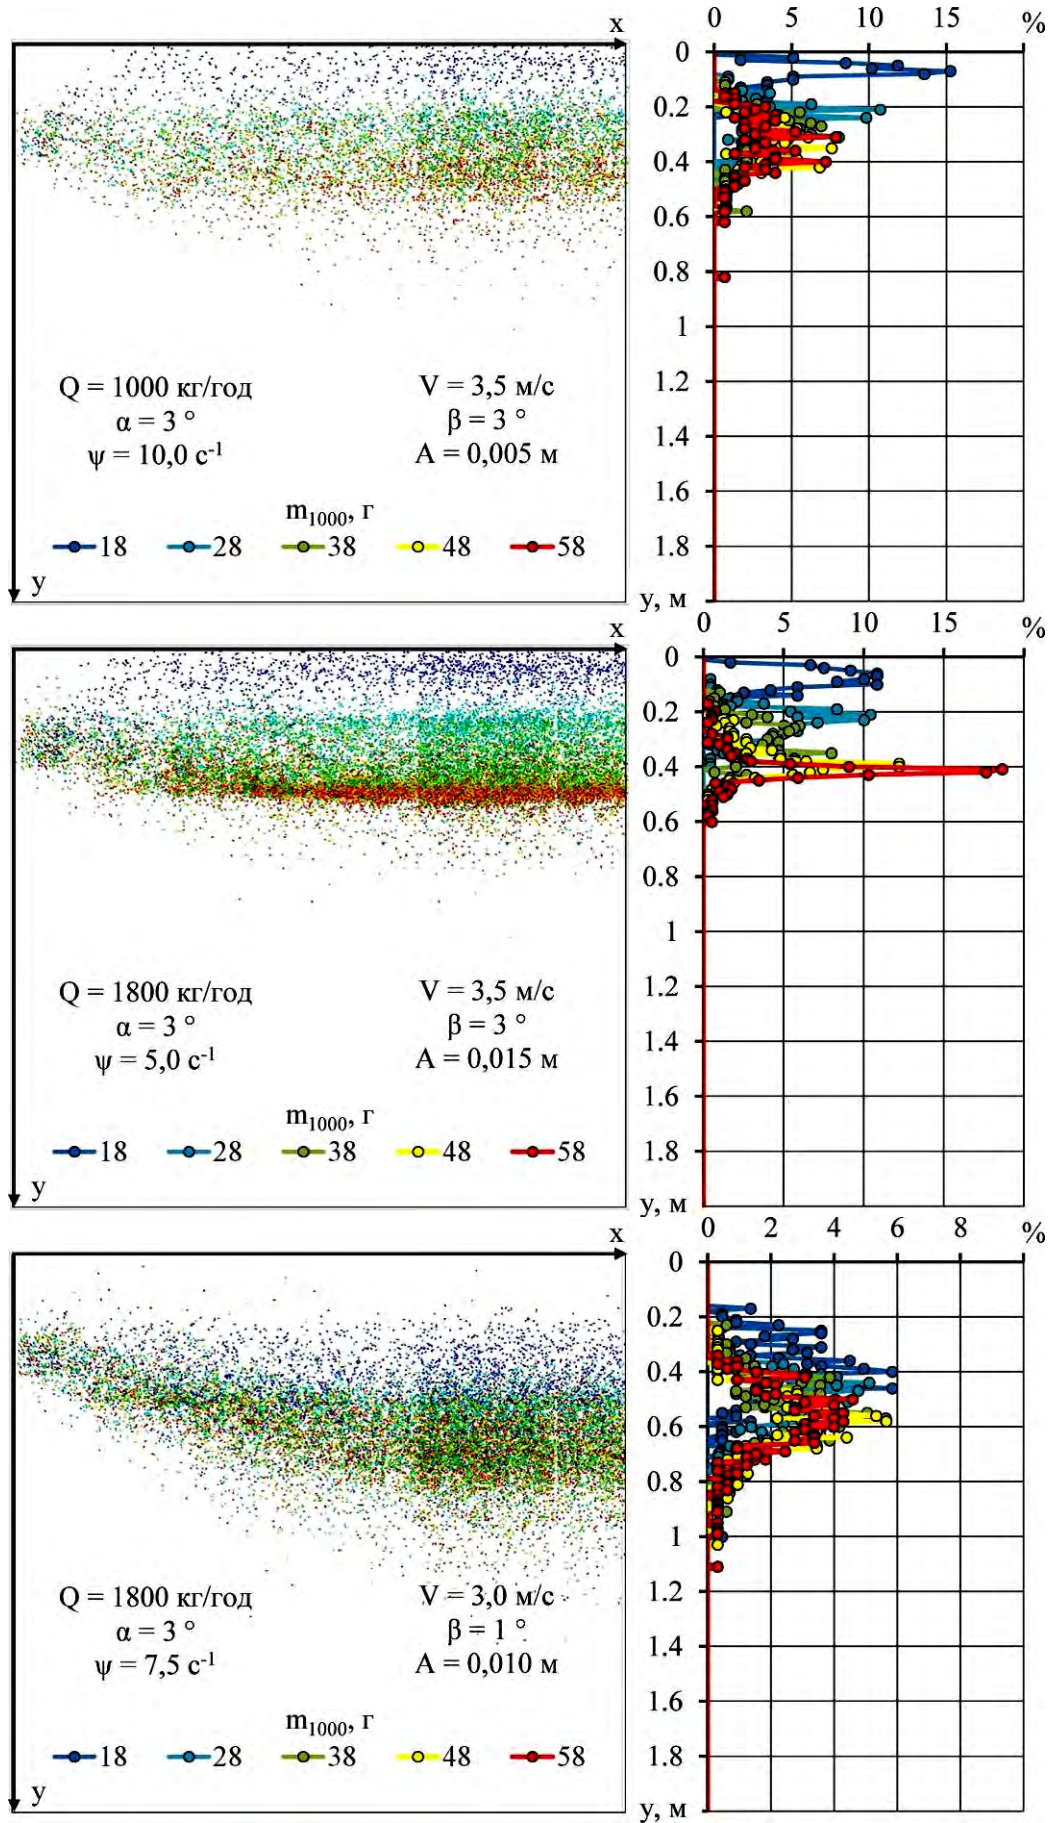 x
0 5 10 15 %
0
0.2
0.4
0.6
0.8
1
1.2
1.4
1.6
1.8
y, м
Q = 1000 кг/год
V = 3,5 м/с
α = 3 °
β = 3 °
ψ = 10,0 с-1
A = 0,005 м
m1000, г
18 28 38 48 58
y
x
0 5 10 15 %
0
0.2
0.4
0.6
0.8
1
1.2
1.4
1.6
1.8
y, м
Q = 1800 кг/год
V = 3,5 м/с
α = 3 °
β = 3 °
ψ = 5,0 с-1
A = 0,015 м
m1000, г
18 28 38 48 58
y
x
0 2 4 6 8 %
0
0.2
0.4
0.6
0.8
1
1.2
1.4
1.6
1.8
y, м
Q = 1800 кг/год
V = 3,0 м/с
α = 3 °
β = 1 °
ψ = 7,5 с-1
A = 0,010 м
m1000, г
18 28 38 48 58
y